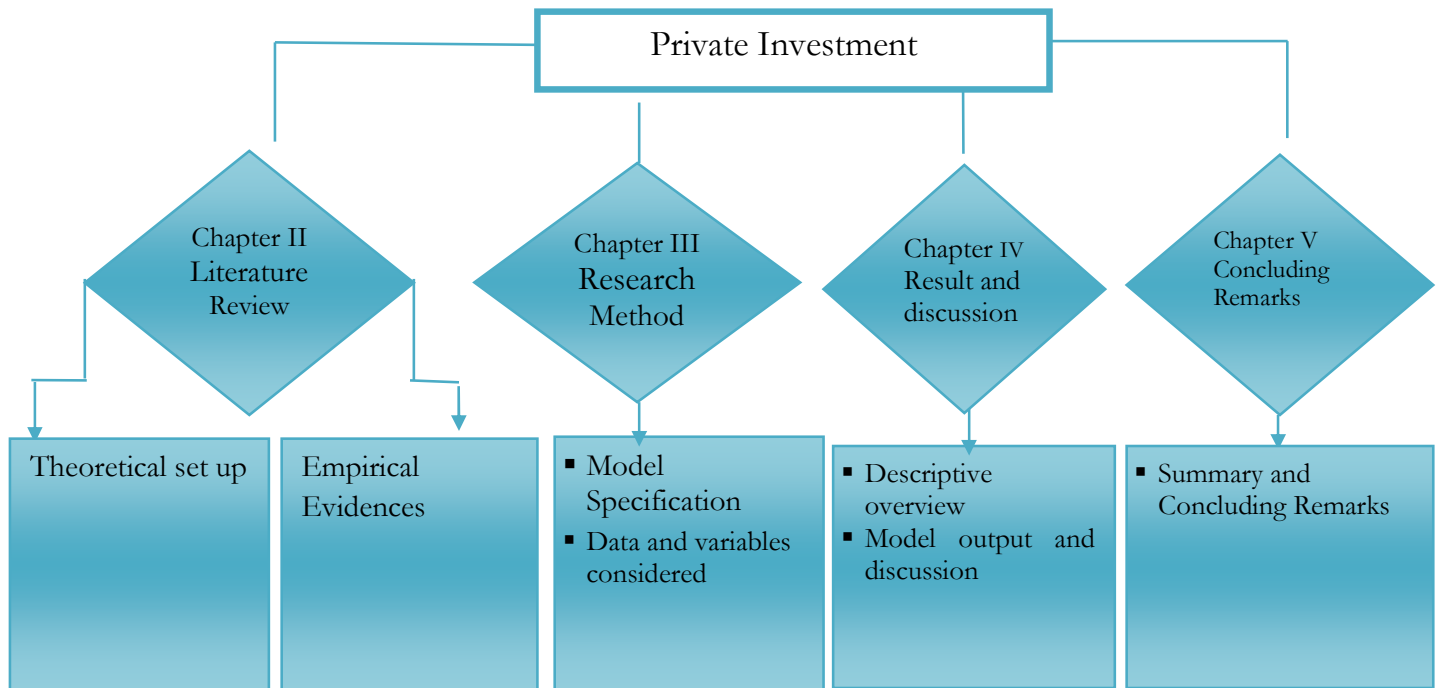 Private Investment
Chapter II
Literature
Review
Chapter III
Research
Method
Chapter IV
Result and
discussion
Chapter V
Concluding
Remarks
Theoretical set up
Empirical
Evidences
▪ Model
Specification
▪ Data and variables
considered
▪ Descriptive
overview
▪ Model output and
discussion
▪ Summary and
Concluding Remarks